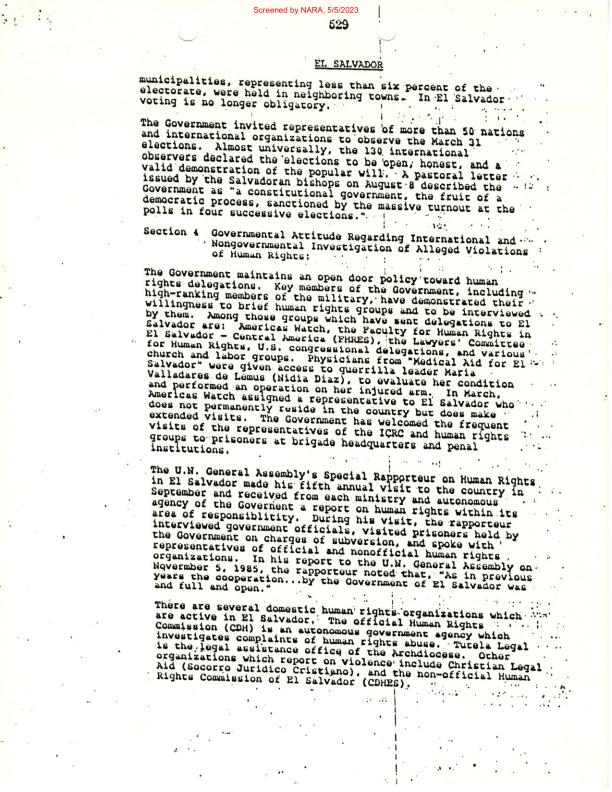 Screened by NARA, 5/5/2023
529
EL SALVADOR
municipalities, representing less than six percent of the
electorate, were held in neighboring towns. In El Salvador
voting is no longer obligatory.
The Government invited representatives of more than 50 nations
and international organizations to observe the March 31
elections. Almost universally, the 130 international
observers declared the elections to be open, honest, and a
valid demonstration of the popular will. A pastoral letter
issued by the Salvadoran bishops on August 8 described the
Government as "a constitutional government, the fruit of a
democratic process, sanctioned by the massive turnout at the
polls in four successive elections."
Section 4 Governmental Attitude Regarding International and
Nongovernmental Investigation of Alleged Violations
of Human Rights:
The Government maintains an open door policy toward human
rights delegations. Key members of the Government, including
high-ranking members of the military, have demonstrated their
willingness to brief human rights groups and to be interviewed
by them. Among those groups which have sent delegations to El
Salvador are: Americas Watch, the Faculty for Human Rights in
El Salvador - Central America (FHRES), the Lawyers' Committee
for Human Rights, U.S. congressional delegations, and various
church and labor groups. Physicians from "Medical Aid for El
Salvador" were given access to guerrilla leader Maria
Valladares de Lemus (Nidia Diaz), to evaluate her condition
and performed an operation on her injured arm. In March,
Americas Watch assigned a representative to El Salvador who
does not permanently reside in the country but does make
extended visits. The Government has welcomed the frequent
visits of the representatives of the ICRC and human rights
groups to prisoners at brigade headquarters and penal
institutions.
The U.N. General Assembly's Special Rapporteur on Human Rights
in El Salvador made his fifth annual visit to the country in
September and received from each ministry and autonomous
agency of the Goverment a report on human rights within its
area of responsiblitity. During his visit, the rapporteur
interviewed government officials, visited prisoners held by
the Government on charges of subversion, and spoke with
representatives of official and nonofficial human rights
organizations. In his report to the U.N. General Assembly on
November 5, 1985, the rapporteur noted that, "As in previous
years the cooperation...by the Government of El Salvador was
and full and open."
There are several domestic human rights organizations which
are active in El Salvador. The official Human Rights
Commission (CDH) is an autonomous government agency which
investigates complaints of human rights abuse. Tutela Legal
is the legal assistance office of the Archdiocese. Other
organizations which report on violence include Christian Legal
Aid (Socorro Juridico Cristiano), and the non-official Human
Rights Commission of El Salvador (CDHES).